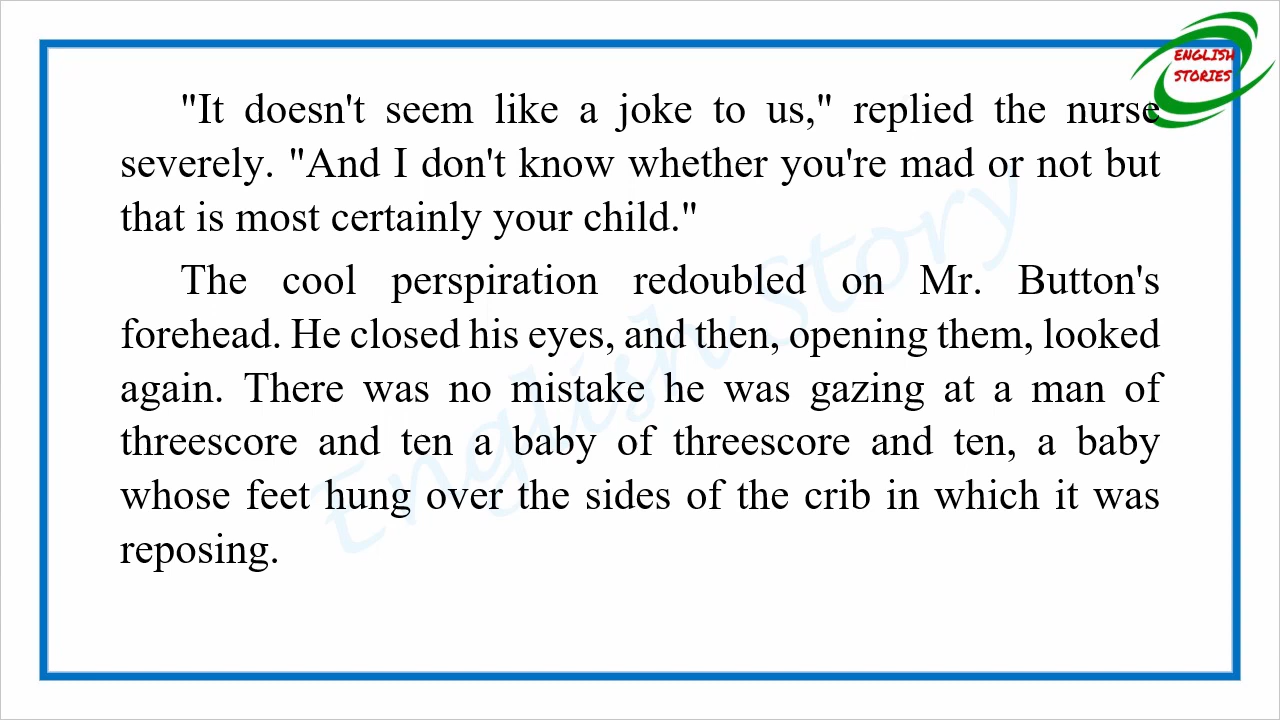 ENGLISH
STORIES
"It doesn't seem like a joke to us," replied the nurse
severely. "And I don't know whether you're mad or not but
that is most certainly your child."
The cool perspiration redoubled on Mr. Button's
forehead. He closed his eyes, and then, opening them, looked
again. There was no mistake he was gazing at a man of
threescore and ten a baby of threescore and ten, a baby
whose feet hung over the sides of the crib in which it was
reposing.
English Story